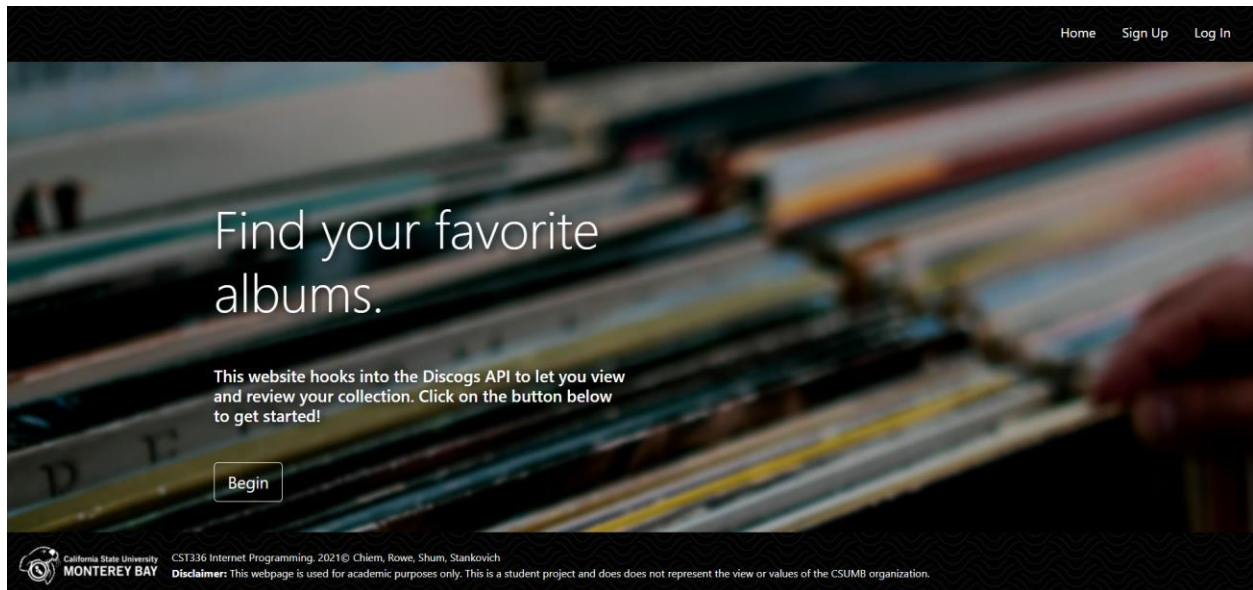 Home Sign Up Log In
Find your favorite
albums.
This website hooks into the Discogs API to let you view
and review your collection. Click on the button below
to get started!
Begin
California State University
MONTEREY BAY
CST336 Internet Programming. 2021© Chiem, Rowe, Shum, Stankovich
Disclaimer: This webpage is used for academic purposes only. This is a student project and does does not represent the view or values of the CSUMB organization.